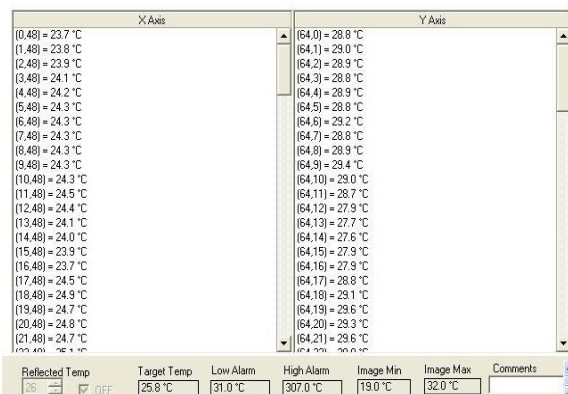 X Axis
(0,48) = 23.7 °C
(1,48) = 23.8 °C
(2,48) = 23.9 °C
(3,48) = 24.1 °C
(4,48) = 24.2 °C
(5,48) = 24.3 °C
(6,48) = 24.3 °C
(7,48) = 24.3 °C
(8,48) = 24.3 °C
(9,48) = 24.3 °C
(10,48) = 24.3 °C
(11,48) = 24.5 °C
(12,48) = 24.4 °C
(13,48) = 24.1 °C
(14,48) = 24.0 °C
(15,48) = 23.9 °C
(16,48) = 23.7 °C
(17,48) = 24.5 °C
(18,48) = 24.9 °C
(19,48) = 24.7 °C
(20,48) = 24.8 °C
(21,48) = 24.7 °C
Y Axis
(64,0) = 28.8 °C
(64,1) = 29.0 °C
(64,2) = 28.9 °C
(64,3) = 28.8 °C
(64,4) = 28.9 °C
(64,5) = 28.8 °C
(64,6) = 29.2 °C
(64,7) = 28.8 °C
(64,8) = 28.9 °C
(64,9) = 29.4 °C
(64,10) = 29.0 °C
(64,11) = 28.7 °C
(64,12) = 27.9 °C
(64,13) = 27.7 °C
(64,14) = 27.6 °C
(64,15) = 27.9 °C
(64,16) = 27.9 °C
(64,17) = 28.8 °C
(64,18) = 29.1 °C
(64,19) = 29.6 °C
(64,20) = 29.3 °C
(64,21) = 29.6 °C
Reflected Temp Target Temp Low Alarm High Alarm Image Min Image Max Comments
26 OFF 25.8 °C 31.0 °C 307.0 °C 19.0 °C 32.0 °C